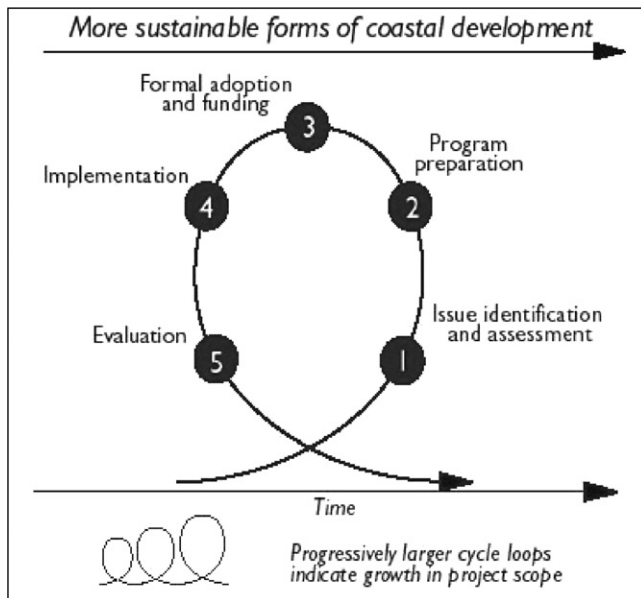 More sustainable forms of coastal development
Formal adoption
and funding
3
Program
preparation
Implementation
4
2
Issue identification
and assessment
Evaluation
5
1
Time
Progressively larger cycle loops
indicate growth in project scope